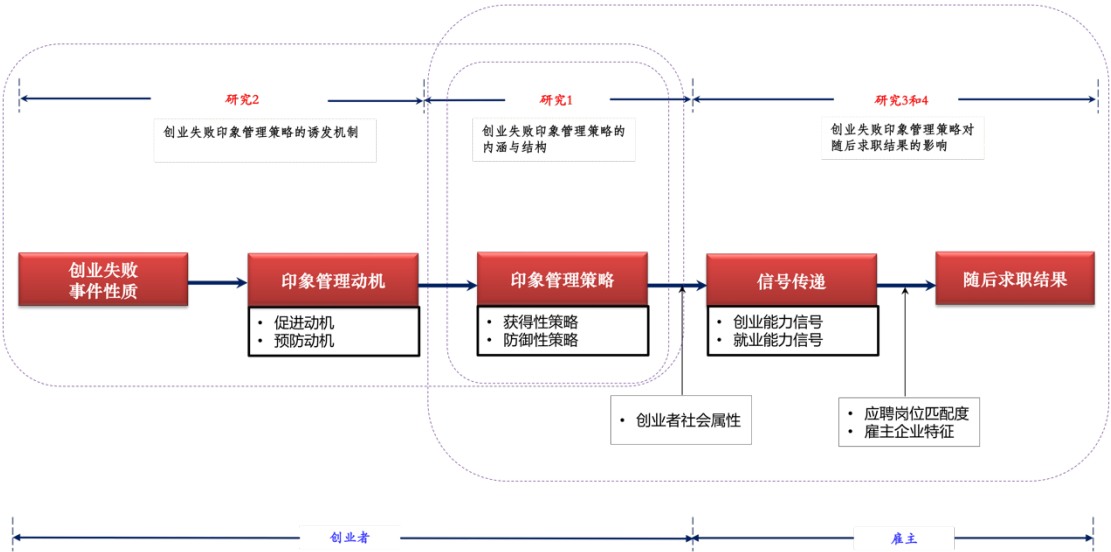 研究2
研究1
研究3和4
创业失败印象管理策略的诱发机制
创业失败印象管理策略的
内涵与结构
创业失败印象管理策略对
随后求职结果的影响
创业失败
事件性质
印象管理动机
• 促进动机
• 预防动机
印象管理策略
• 获得性策略
• 防御性策略
信号传递
• 创业能力信号
• 就业能力信号
随后求职结果
• 创业者社会属性
• 应聘岗位匹配度
• 雇主企业特征
创业者
雇主